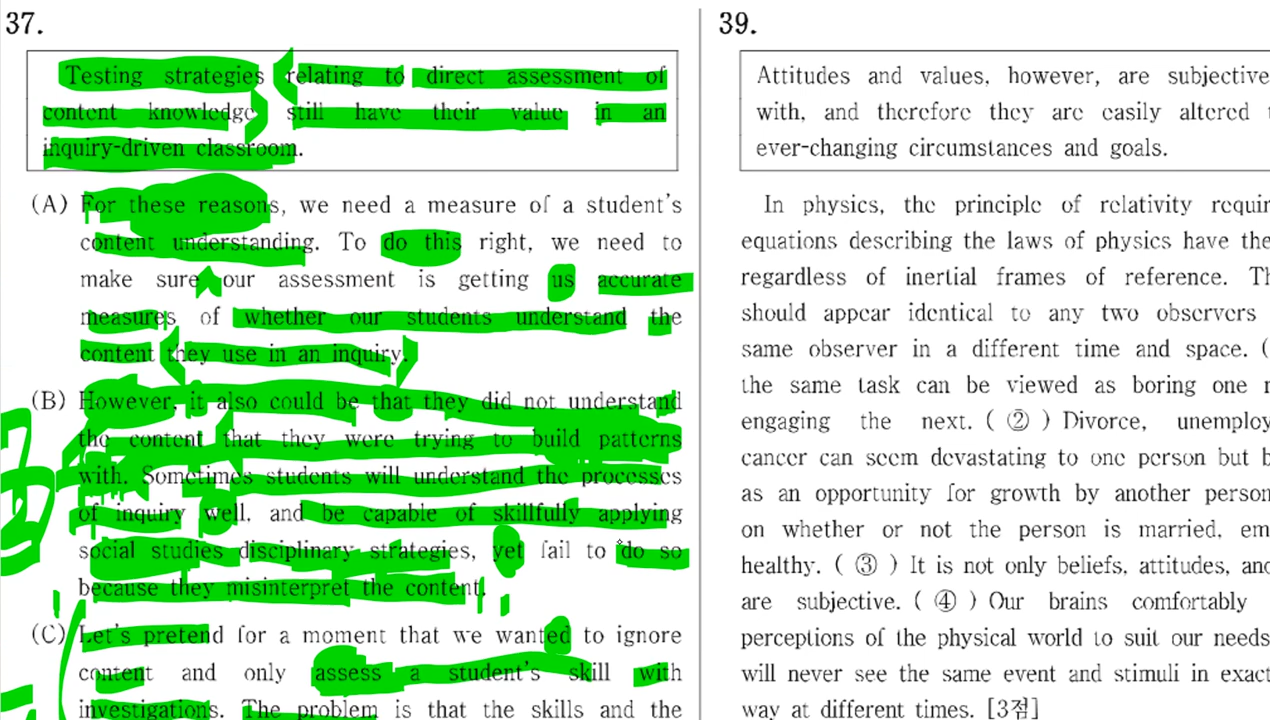 37.
Testing strategies relating to direct assessment of
content knowledge still have their value in an
inquiry-driven classroom.
(A) For these reasons, we need a measure of a student's
content understanding. To do this right, we need to
make sure our assessment is getting us accurate
measures of whether our students understand the
content they use in an inquiry.
(B) However, it also could be that they did not understand
the content that they were trying to build patterns
with. Sometimes students will understand the processes
of inquiry well, and be capable of skillfully applying
social studies disciplinary strategies, yet fail to do so
because they misinterpret the content.
(C) Let's pretend for a moment that we wanted to ignore
content and only assess a student's skill with
investigations. The problem is that the skills and the
39.
Attitudes and values, however, are subjective
with, and therefore they are easily altered
ever-changing circumstances and goals.
In physics, the principle of relativity
equations describing the laws of physics have
regardless of inertial frames of reference.
should appear identical to any two observers
same observer in a different time and space. (
the same task can be viewed as boring one
engaging the next. ( ② ) Divorce,
cancer can seem devastating to one person but
as an opportunity for growth by another person
on whether or not the person is married,
healthy. ( ③ ) It is not only beliefs, attitudes,
are subjective. ( ④ ) Our brains comfortably
perceptions of the physical world to suit our needs
will never see the same event and stimuli in
way at different times. [3점]